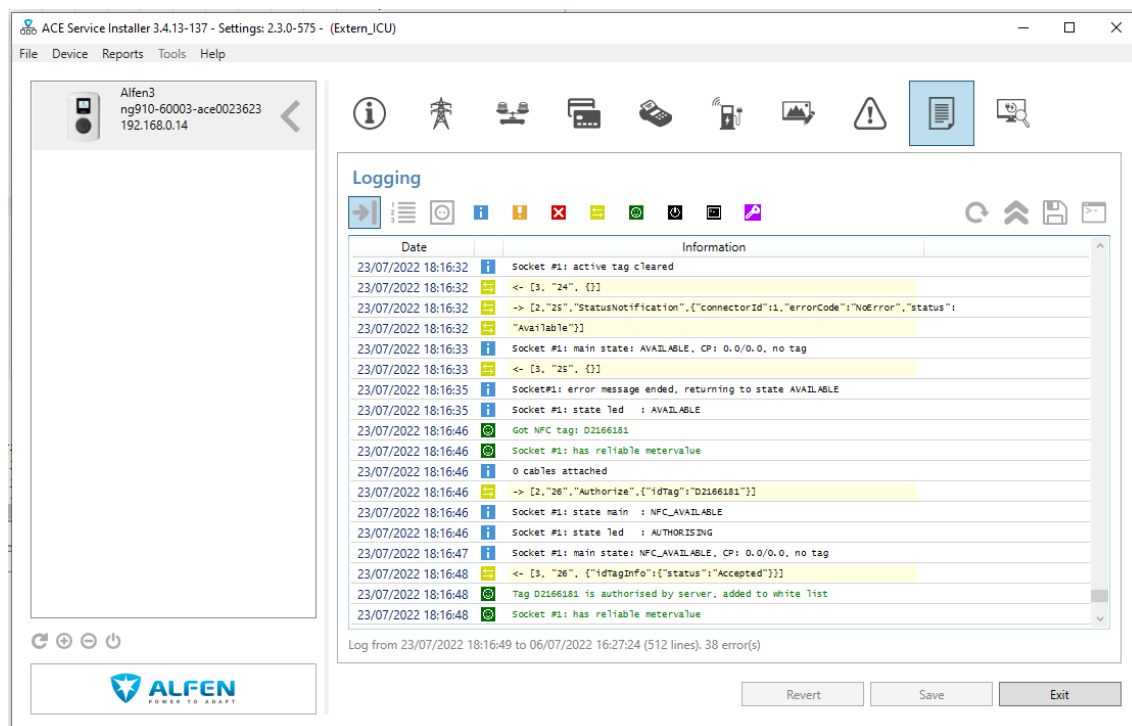 ACE Service Installer 3.4.13-137 - Settings: 2.3.0-575 - (Extern_ICU)
File Device Reports Tools Help
Alfen3
ng910-60003-ace0023623
192.168.0.14
Logging
Date Information
23/07/2022 18:16:32 Socket #1: active tag cleared
23/07/2022 18:16:32 <- [3, "24", {}]
23/07/2022 18:16:32 -> [2,"25","StatusNotification",{"connectorId":1,"errorCode":"NoError","status":
23/07/2022 18:16:32 "Available"}]
23/07/2022 18:16:33 Socket #1: main state: AVAILABLE, CP: 0.0/0.0, no tag
23/07/2022 18:16:33 <- [3, "25", {}]
23/07/2022 18:16:35 Socket#1: error message ended, returning to state AVAILABLE
23/07/2022 18:16:35 Socket #1: state led : AVAILABLE
23/07/2022 18:16:46 Got NFC tag: D2166181
23/07/2022 18:16:46 Socket #1: has reliable metervalue
23/07/2022 18:16:46 0 cables attached
23/07/2022 18:16:46 -> [2,"26","Authorize",{"idTag":"D2166181"}]
23/07/2022 18:16:46 Socket #1: state main : NFC_AVAILABLE
23/07/2022 18:16:46 Socket #1: state led : AUTHORISING
23/07/2022 18:16:47 Socket #1: main state: NFC_AVAILABLE, CP: 0.0/0.0, no tag
23/07/2022 18:16:48 <- [3, "26", {"idTagInfo":{"status":"Accepted"}}]
23/07/2022 18:16:48 Tag D2166181 is authorised by server, added to white list
23/07/2022 18:16:48 Socket #1: has reliable metervalue
Log from 23/07/2022 18:16:49 to 06/07/2022 16:27:24 (512 lines). 38 error(s)
ALFEN
POWER TO ADAPT
Revert Save Exit